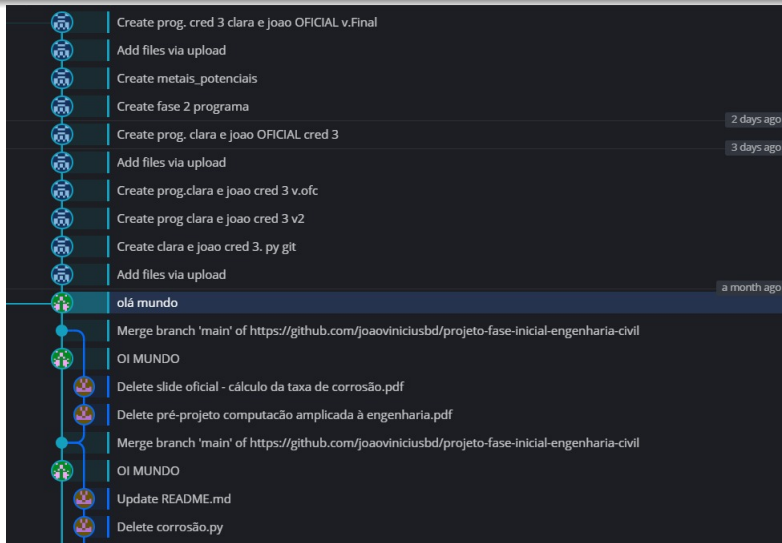 Create prog. cred 3 clara e joao OFICIAL v.Final
Add files via upload
Create metais_potenciais
Create fase 2 programa
2 days ago
Create prog. clara e joao OFICIAL cred 3
3 days ago
Add files via upload
Create prog.clara e joao cred 3 v.ofc
Create prog clara e joao cred 3 v2
Create clara e joao cred 3. py git
Add files via upload
a month ago
olá mundo
Merge branch 'main' of https://github.com/joaoviniciusbd/projeto-fase-inicial-engenharia-civil
OI MUNDO
Delete slide oficial - cálculo da taxa de corrosão.pdf
Delete pré-projeto computacão amplicada à engenharia.pdf
Merge branch 'main' of https://github.com/joaoviniciusbd/projeto-fase-inicial-engenharia-civil
OI MUNDO
Update README.md
Delete corrosão.py